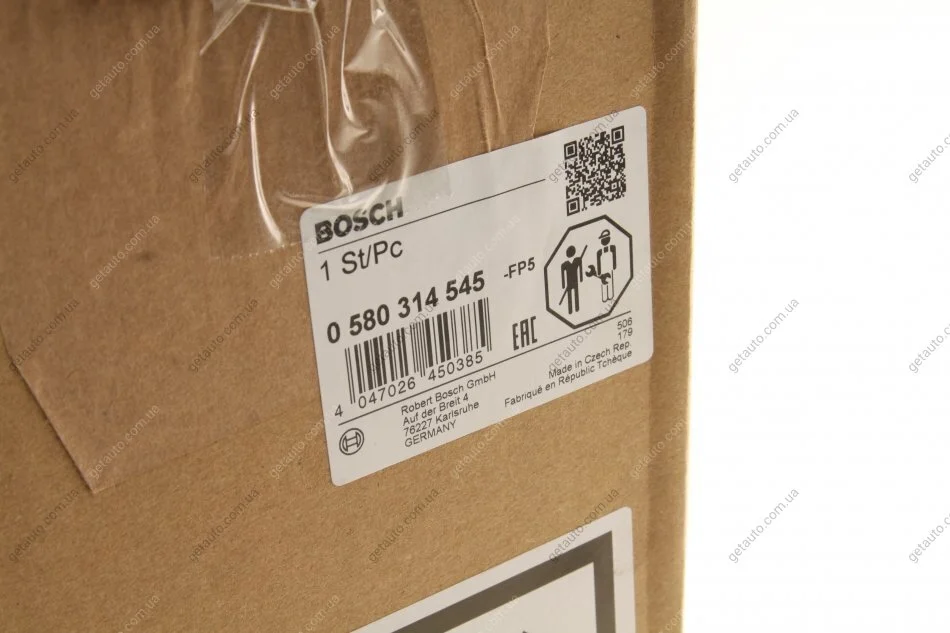 BOSCH
1 St/Pc
0 580 314 545
-FP5
4 047026 450385
EAC
506
179
Robert Bosch GmbH
Auf der Breit 4
76227 Karlsruhe
GERMANY
Made in Czech Rep.
Fabriqué en République Tchèque
getauto.com.ua